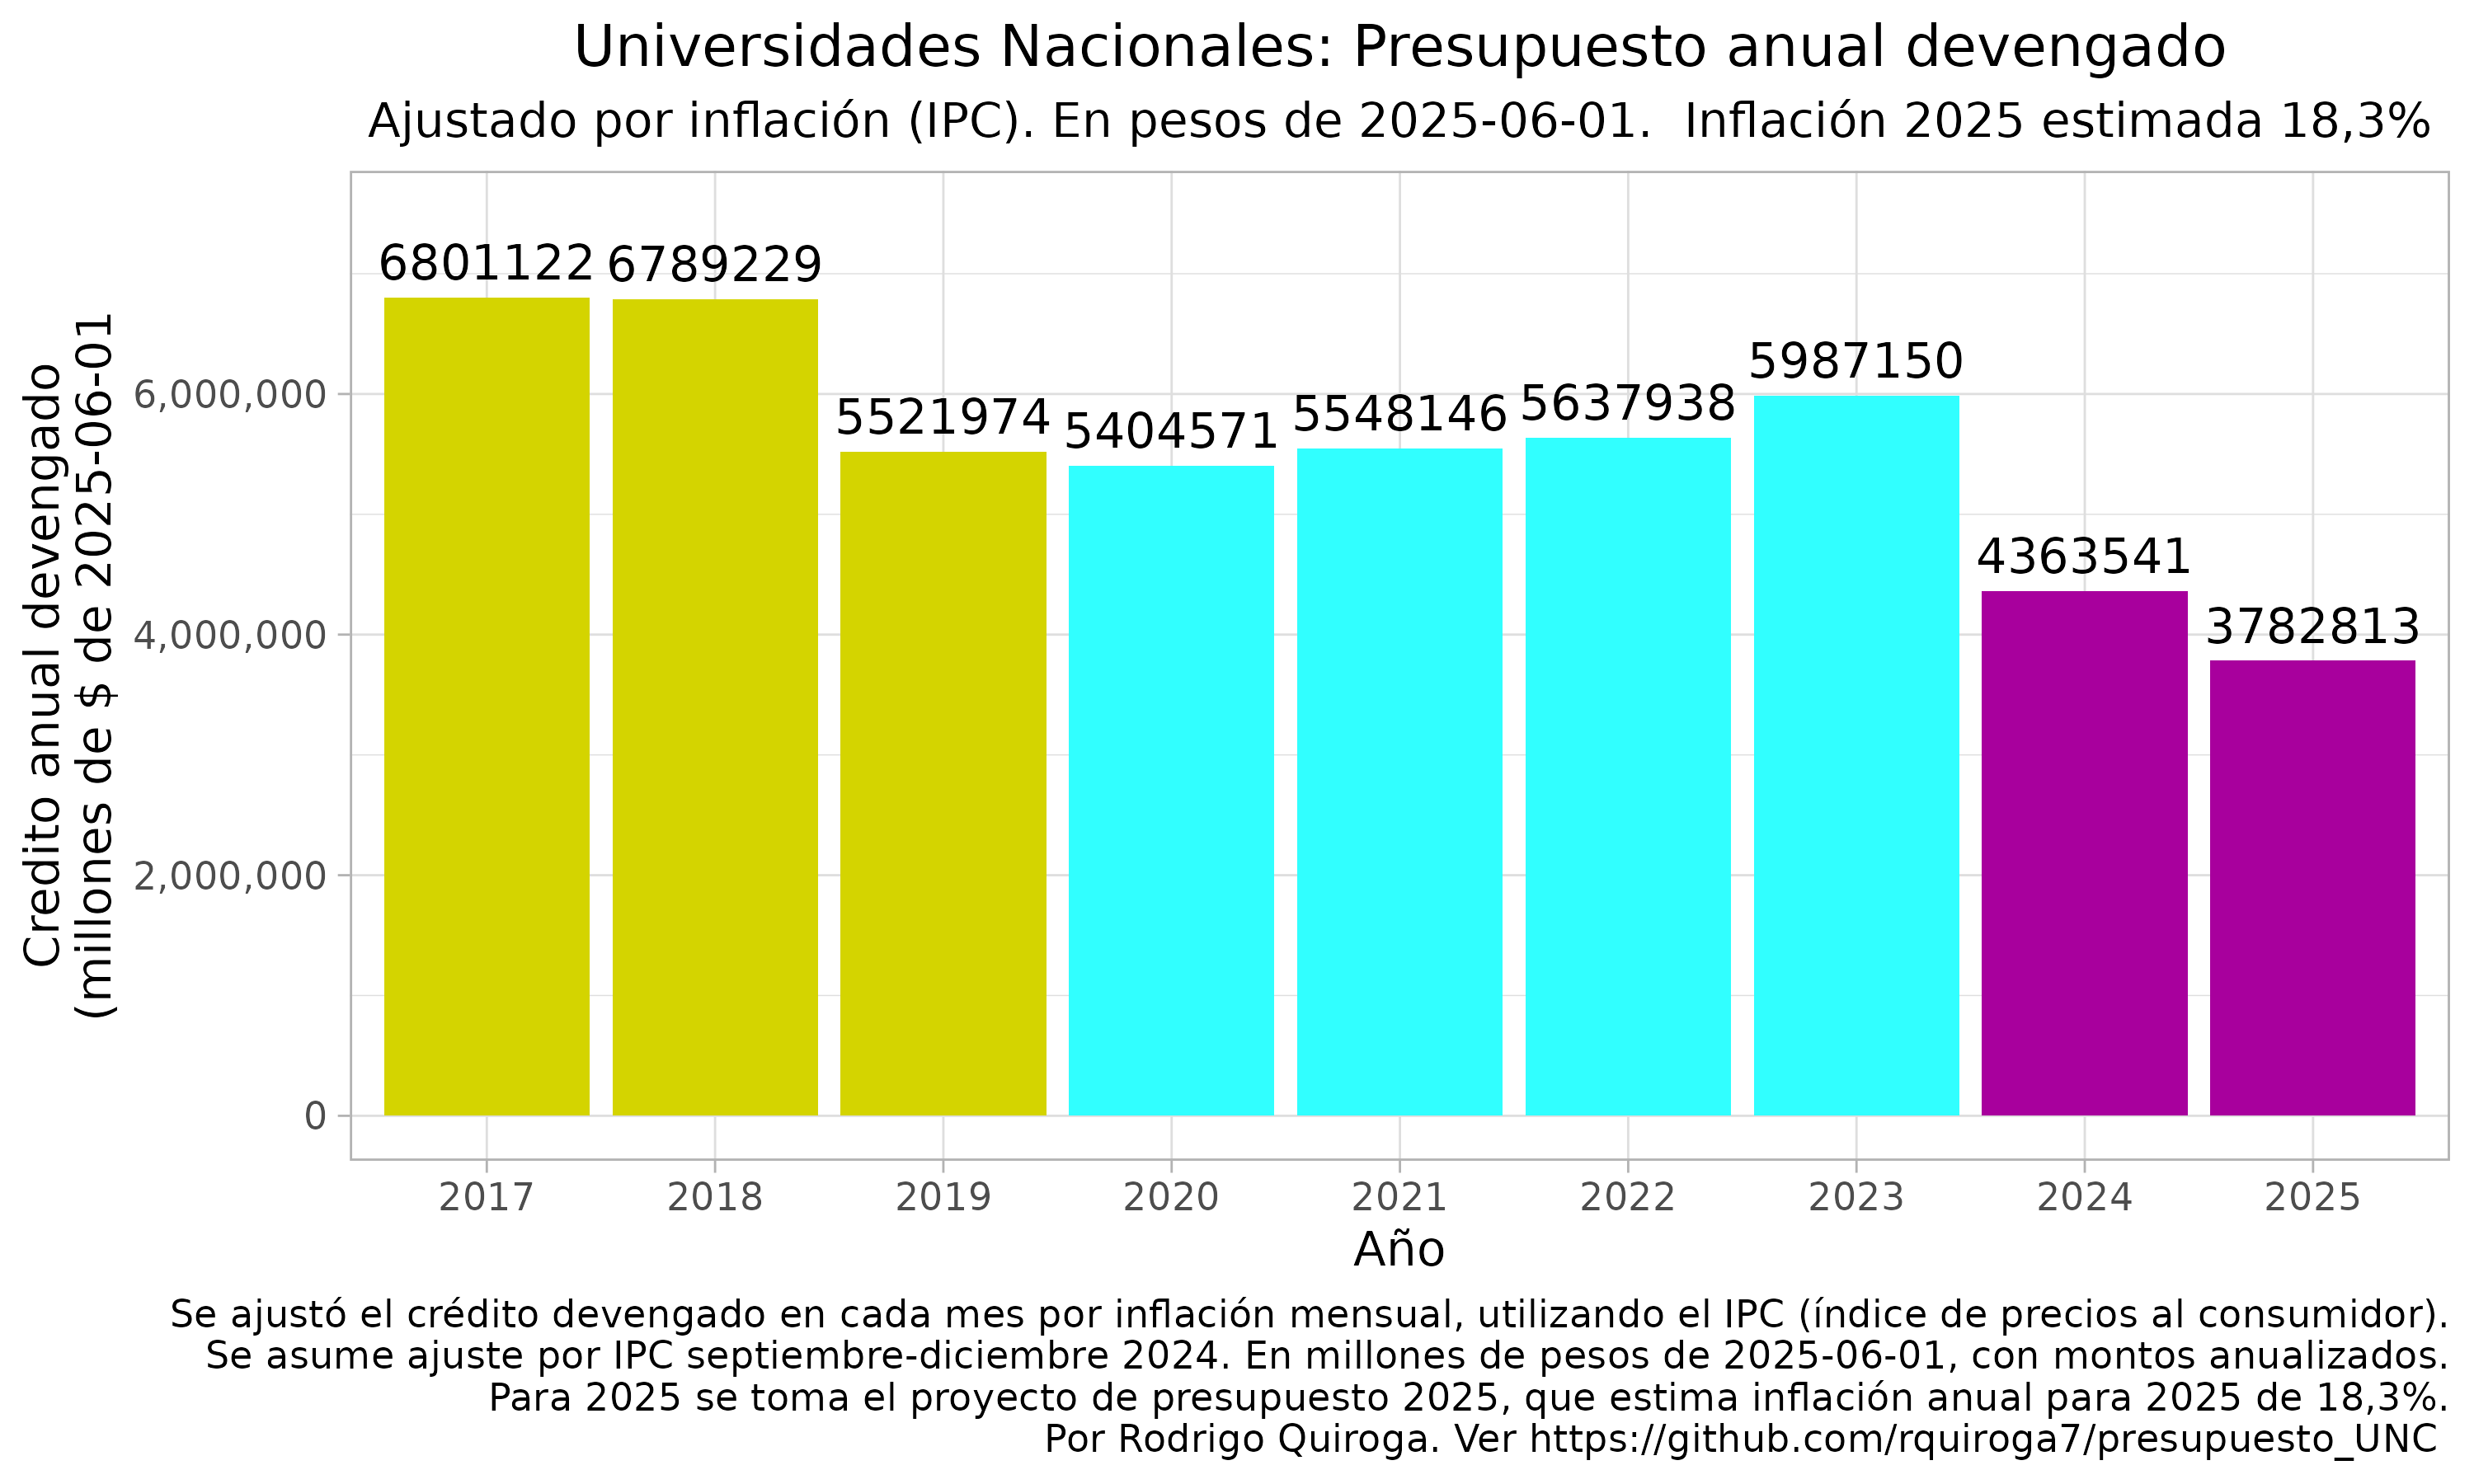 Universidades Nacionales: Presupuesto anual devengado
Ajustado por inflación (IPC). En pesos de 2025-06-01.  Inflación 2025 estimada 18,3%
Credito anual devengado
(millones de $ de 2025-06-01
6,000,000
4,000,000
2,000,000
0
6801122
6789229
5521974
5404571
5548146
5637938
5987150
4363541
3782813
2017
2018
2019
2020
2021
2022
2023
2024
2025
Año
Se ajustó el crédito devengado en cada mes por inflación mensual, utilizando el IPC (índice de precios al consumidor).
Se asume ajuste por IPC septiembre-diciembre 2024. En millones de pesos de 2025-06-01, con montos anualizados.
Para 2025 se toma el proyecto de presupuesto 2025, que estima inflación anual para 2025 de 18,3%.
Por Rodrigo Quiroga. Ver https://github.com/rquiroga7/presupuesto_UNC